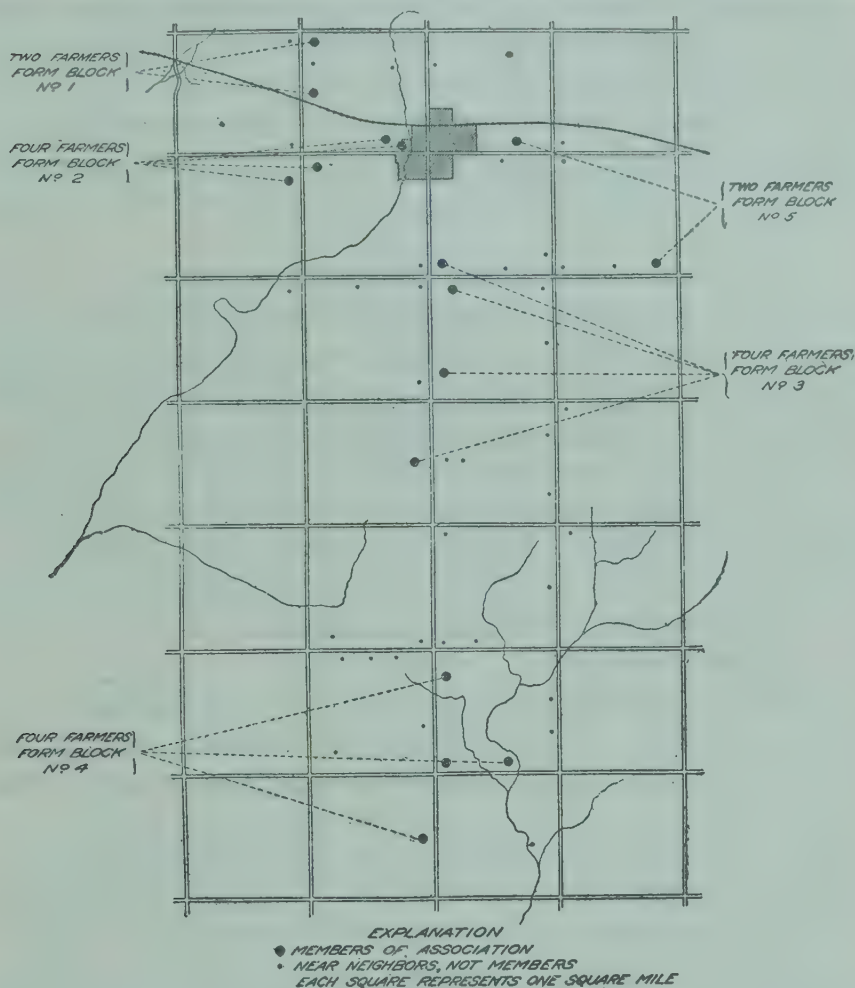 TWO FARMERS
FORM BLOCK
Nº 1
FOUR FARMERS
FORM BLOCK
Nº 2
TWO FARMERS
FORM BLOCK
Nº 5
FOUR FARMERS
FORM BLOCK
Nº 3
FOUR FARMERS
FORM BLOCK
Nº 4
EXPLANATION
● MEMBERS OF ASSOCIATION
• NEAR NEIGHBORS, NOT MEMBERS
EACH SQUARE REPRESENTS ONE SQUARE MILE